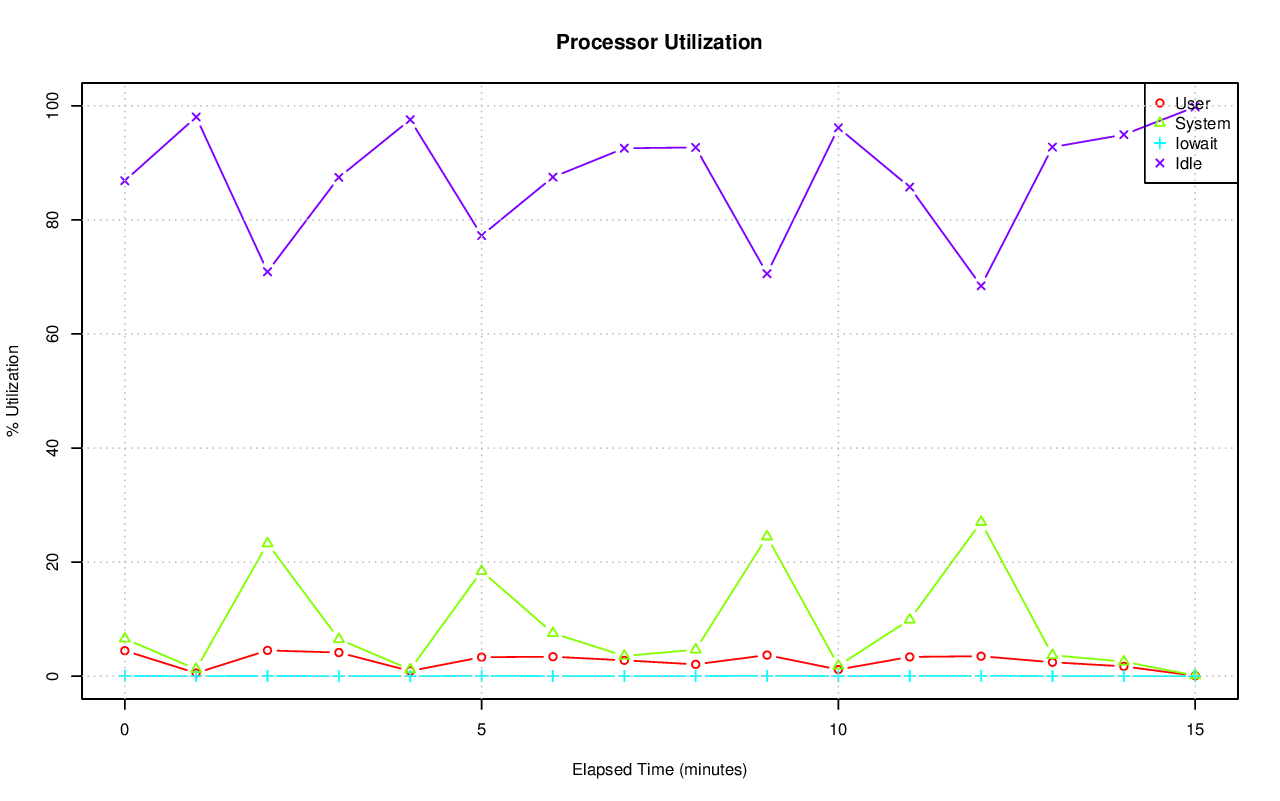 Processor Utilization
User
System
Iowait
Idle
100
80
60
40
20
0
% Utilization
0 5 10 15
Elapsed Time (minutes)